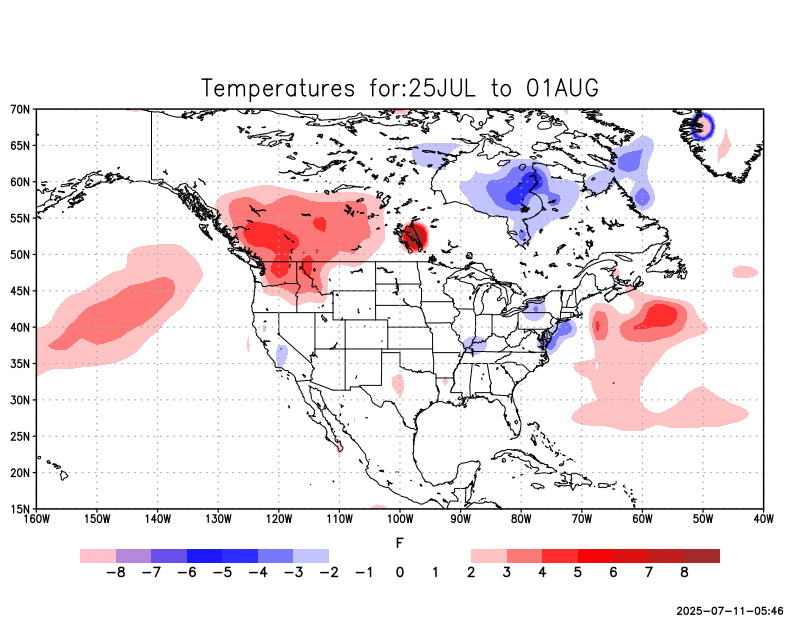 Temperatures for:25JUL to 01AUG
70N
65N
60N
55N
50N
45N
40N
35N
30N
25N
20N
15N
160W 150W 140W 130W 120W 110W 100W 90W 80W 70W 60W 50W 40W
F
-8 -7 -6 -5 -4 -3 -2 -1 0 1 2 3 4 5 6 7 8
2025-07-11-05:46